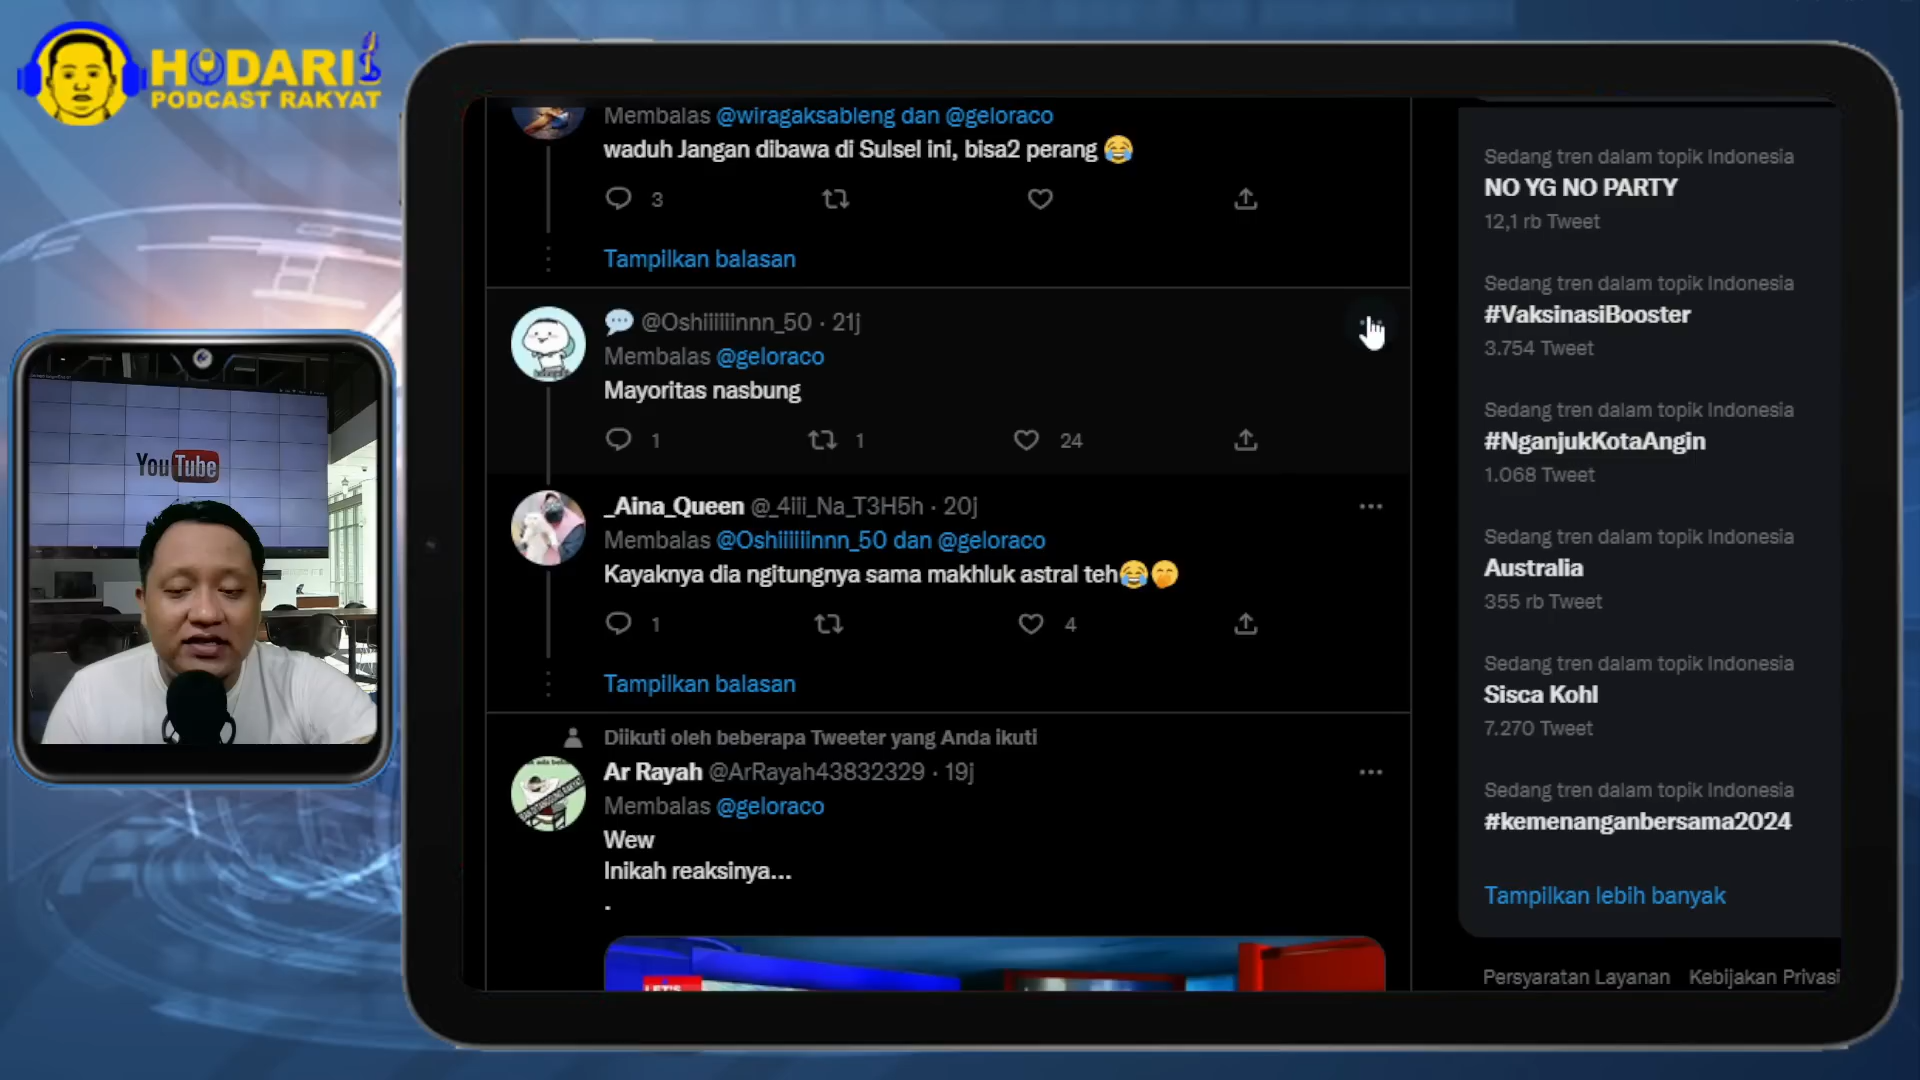 HODARI
PODCAST RAKYAT
YouTube
Membalas @wiragaksableng dan @geloraco
waduh Jangan dibawa di Sulsel ini, bisa2 perang 😂
3
Tampilkan balasan
💬 @Oshiiiiiinnn_50 · 21j
Membalas @geloraco
Mayoritas nasbung
1 1 24
_Aina_Queen @_4iii_Na_T3H5h · 20j
Membalas @Oshiiiiiinnn_50 dan @geloraco
Kayaknya dia ngitungnya sama makhluk astral teh😂🤭
1 4
Tampilkan balasan
Diikuti oleh beberapa Tweeter yang Anda ikuti
Ar Rayah @ArRayah43832329 · 19j
Membalas @geloraco
Wew
Inikah reaksinya...
.
LET'S
Sedang tren dalam topik Indonesia
NO YG NO PARTY
12,1 rb Tweet
Sedang tren dalam topik Indonesia
#VaksinasiBooster
3.754 Tweet
Sedang tren dalam topik Indonesia
#NganjukKotaAngin
1.068 Tweet
Sedang tren dalam topik Indonesia
Australia
355 rb Tweet
Sedang tren dalam topik Indonesia
Sisca Kohl
7.270 Tweet
Sedang tren dalam topik Indonesia
#kemenanganbersama2024
Tampilkan lebih banyak
Persyaratan Layanan Kebijakan Privasi